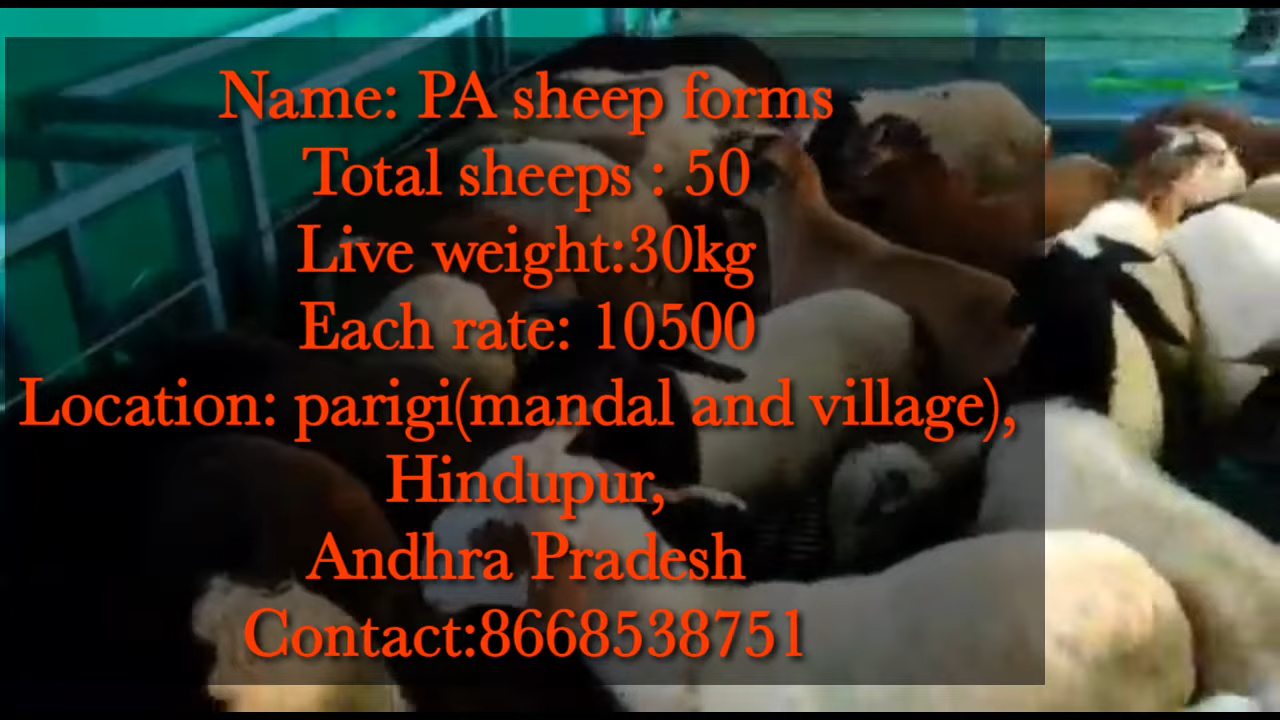 Name: PA sheep forms
Total sheeps : 50
Live weight:30kg
Each rate: 10500
Location: parigi(mandal and village),
Hindupur,
Andhra Pradesh
Contact:8668538751